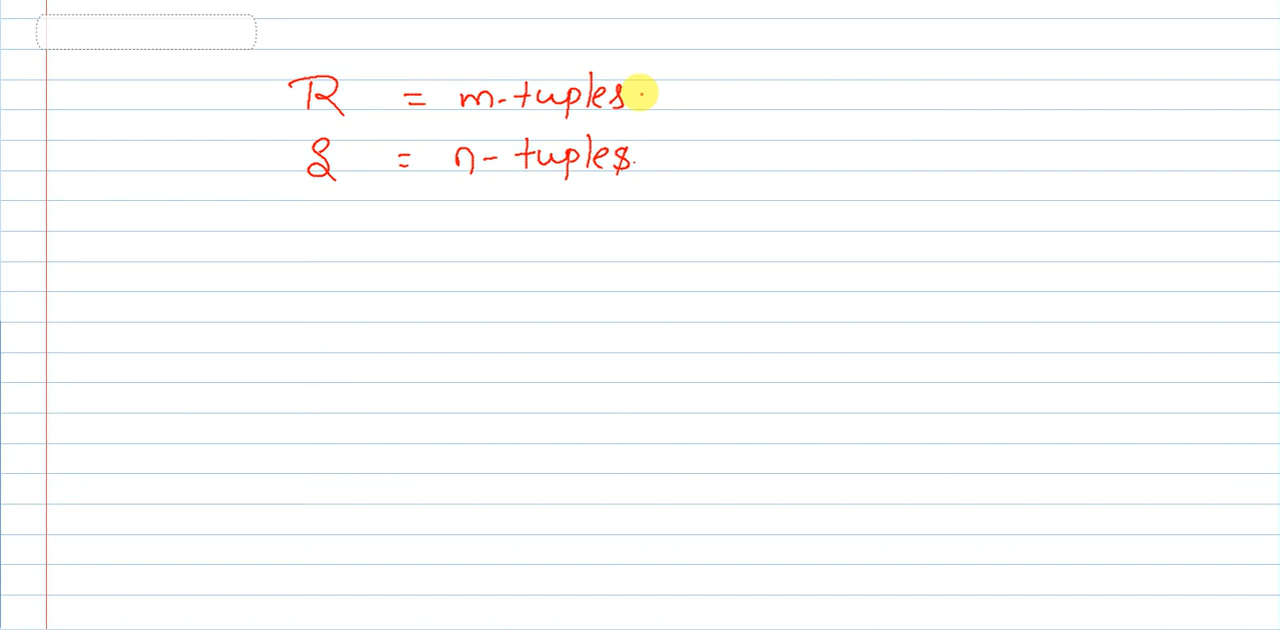 R = m-tuples.
S = n-tuples.